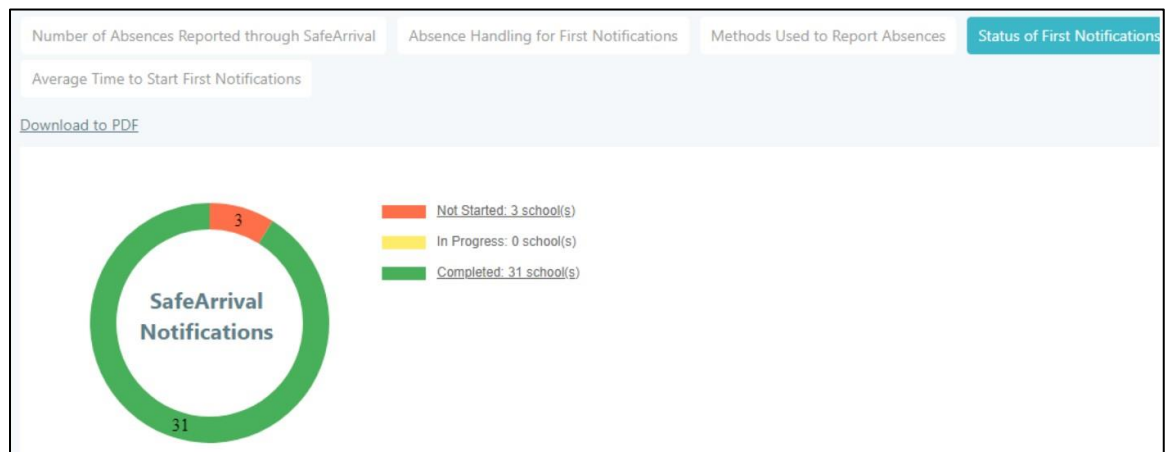 Number of Absences Reported through SafeArrival
Absence Handling for First Notifications
Methods Used to Report Absences
Status of First Notifications
Average Time to Start First Notifications
Download to PDF
3
Not Started: 3 school(s)
In Progress: 0 school(s)
Completed: 31 school(s)
SafeArrival
Notifications
31